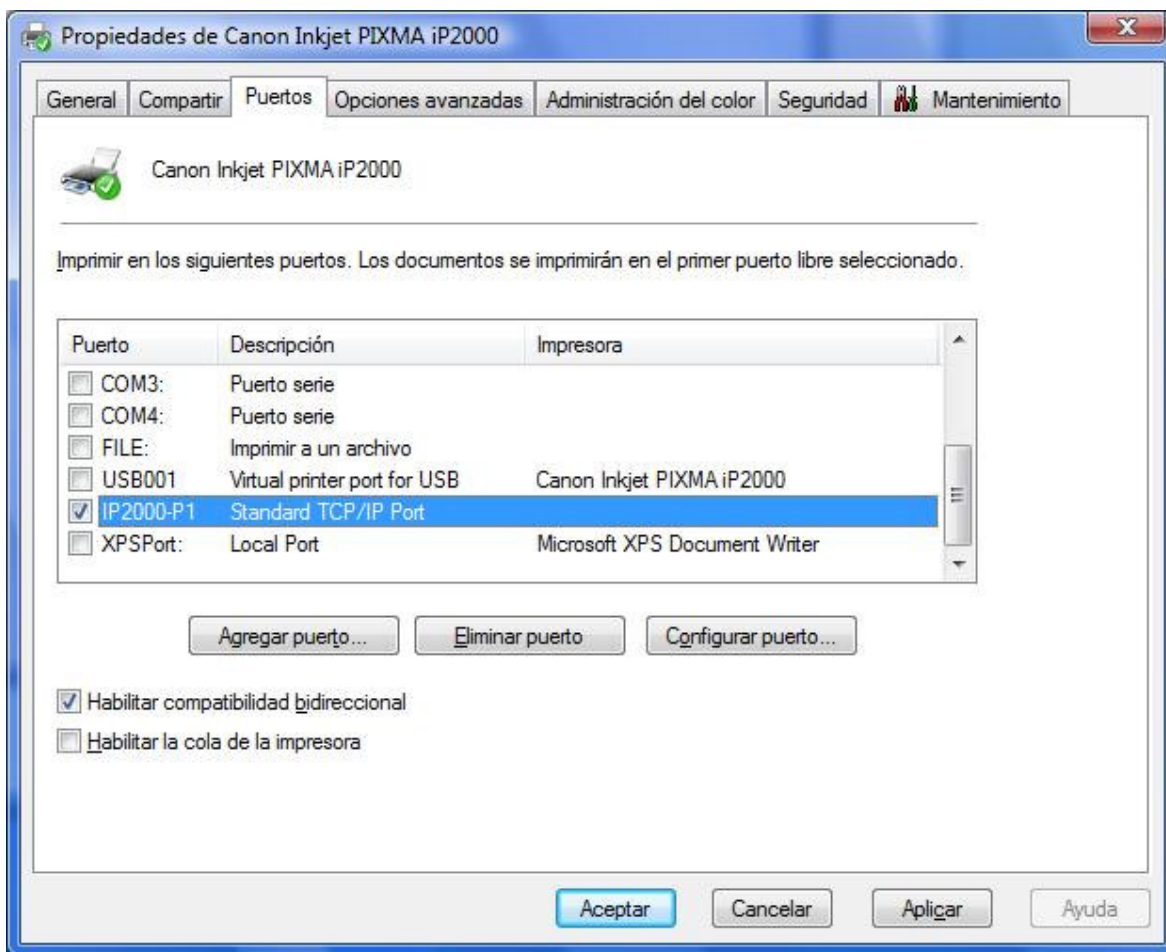 Propiedades de Canon Inkjet PIXMA iP2000
X
General Compartir Puertos Opciones avanzadas Administración del color Seguridad Mantenimiento
Canon Inkjet PIXMA iP2000
Imprimir en los siguientes puertos. Los documentos se imprimirán en el primer puerto libre seleccionado.
Puerto Descripción Impresora
COM3: Puerto serie
COM4: Puerto serie
FILE: Imprimir a un archivo
USB001 Virtual printer port for USB Canon Inkjet PIXMA iP2000
IP2000-P1 Standard TCP/IP Port
XPSPort: Local Port Microsoft XPS Document Writer
Agregar puerto... Eliminar puerto Configurar puerto...
Habilitar compatibilidad bidireccional
Habilitar la cola de la impresora
Aceptar Cancelar Aplicar Ayuda